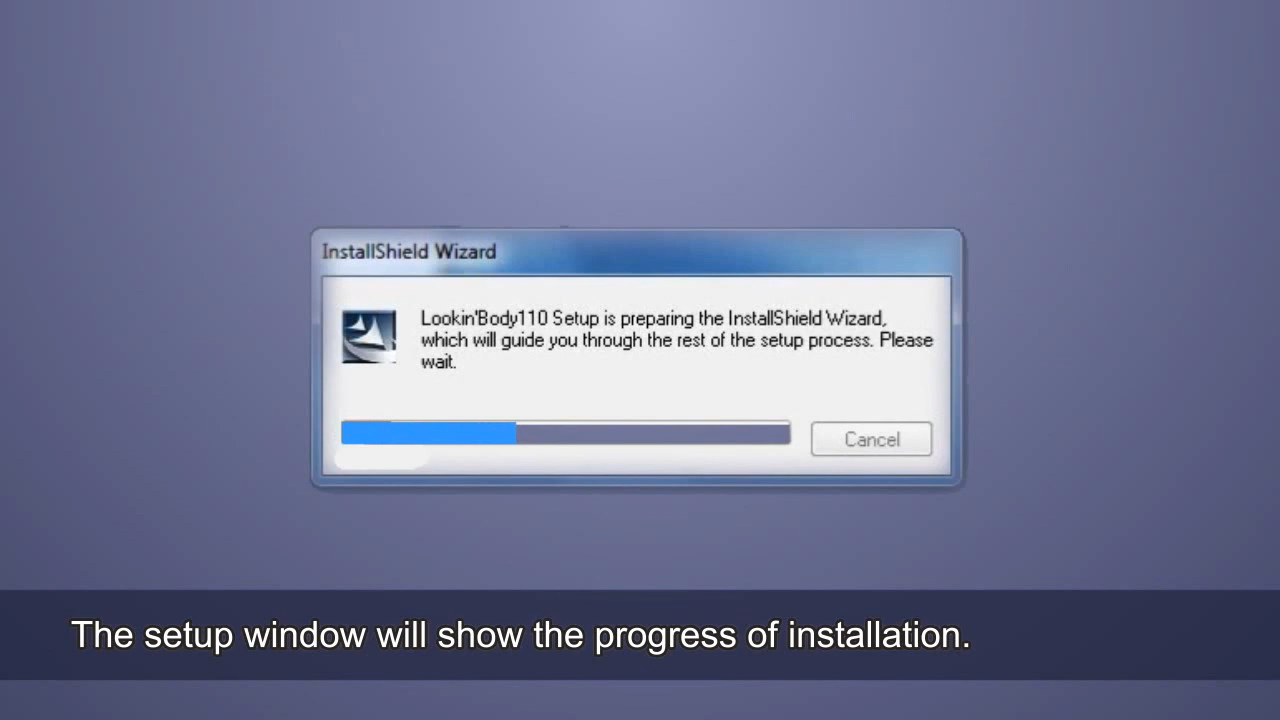 InstallShield Wizard
Lookin'Body110 Setup is preparing the InstallShield Wizard,
which will guide you through the rest of the setup process. Please
wait.
Cancel
The setup window will show the progress of installation.